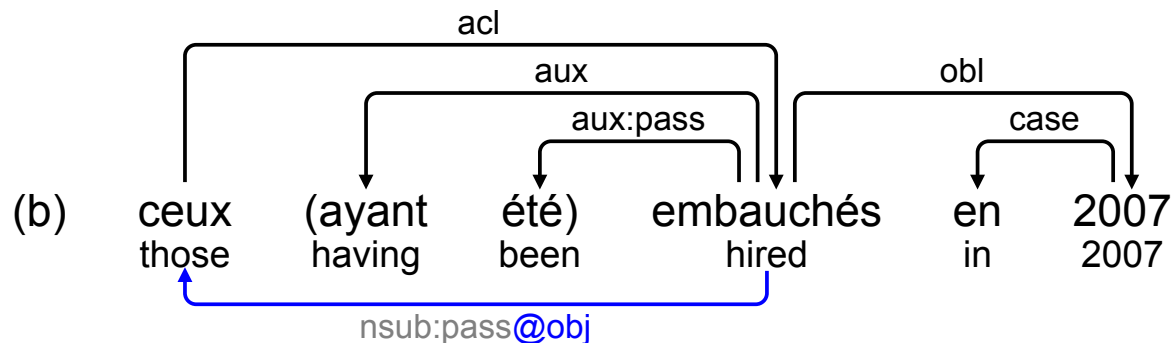 acl
aux
obl
aux:pass
case
(b) ceux (ayant été) embauchés en 2007
those having been hired in 2007
nsub:pass@obj